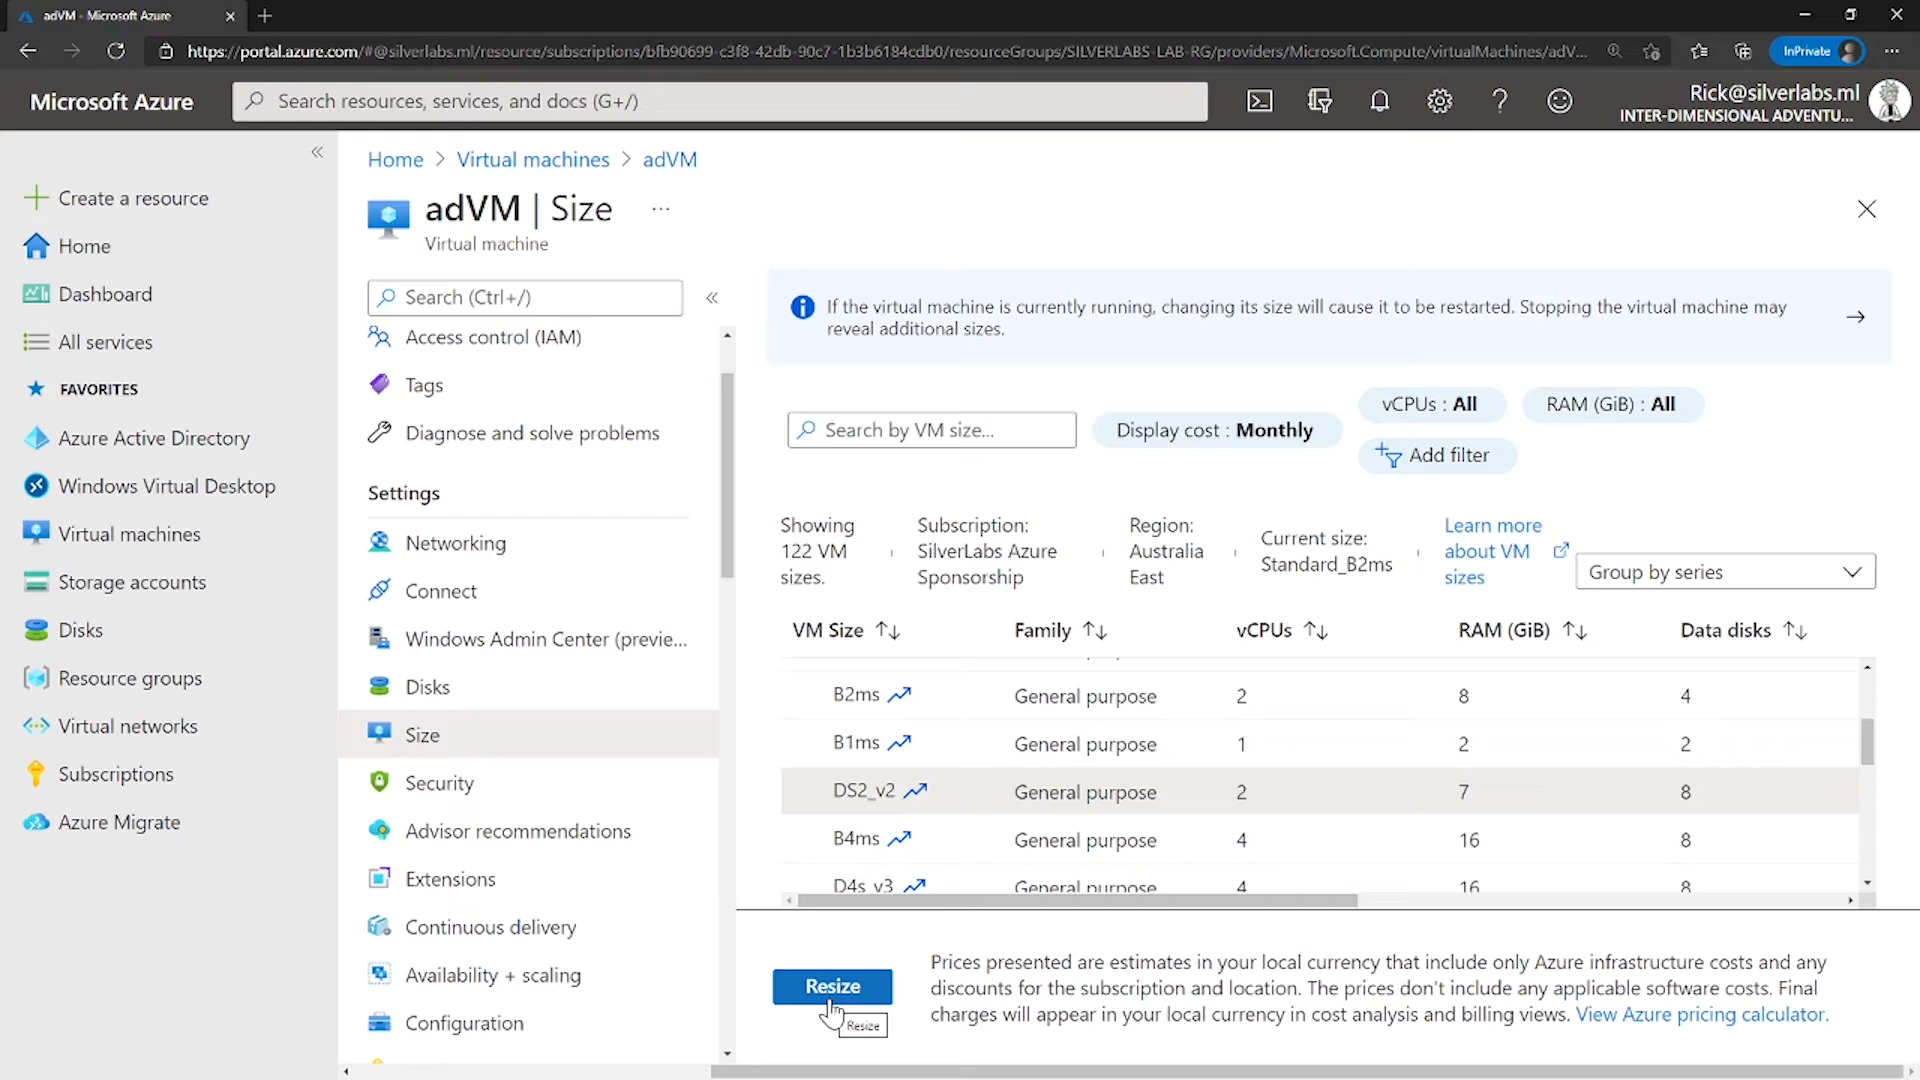 adVM - Microsoft Azure
https://portal.azure.com/#@silverlabs.ml/resource/subscriptions/bfb90699-c3f8-42db-90c7-1b3b6184cdb0/resourceGroups/SILVERLABS-LAB-RG/providers/Microsoft.Compute/virtualMachines/adV...
InPrivate
Microsoft Azure
Search resources, services, and docs (G+/)
Rick@silverlabs.ml
INTER-DIMENSIONAL ADVENTU...
Create a resource
Home
Dashboard
All services
FAVORITES
Azure Active Directory
Windows Virtual Desktop
Virtual machines
Storage accounts
Disks
Resource groups
Virtual networks
Subscriptions
Azure Migrate
Home > Virtual machines > adVM
adVM | Size ...
Virtual machine
Search (Ctrl+/)
Access control (IAM)
Tags
Diagnose and solve problems
Settings
Networking
Connect
Windows Admin Center (previe...
Disks
Size
Security
Advisor recommendations
Extensions
Continuous delivery
Availability + scaling
Configuration
If the virtual machine is currently running, changing its size will cause it to be restarted. Stopping the virtual machine may
reveal additional sizes.
Search by VM size...
Display cost : Monthly
vCPUs : All
RAM (GiB) : All
Add filter
Showing
122 VM
sizes.
Subscription:
SilverLabs Azure
Sponsorship
Region:
Australia
East
Current size:
Standard_B2ms
Learn more
about VM
sizes
Group by series
VM Size Family vCPUs RAM (GiB) Data disks
B2ms General purpose 2 8 4
B1ms General purpose 1 2 2
DS2_v2 General purpose 2 7 8
B4ms General purpose 4 16 8
D4s_v3 General purpose 4 16 8
Resize
Resize
Prices presented are estimates in your local currency that include only Azure infrastructure costs and any
discounts for the subscription and location. The prices don't include any applicable software costs. Final
charges will appear in your local currency in cost analysis and billing views. View Azure pricing calculator.